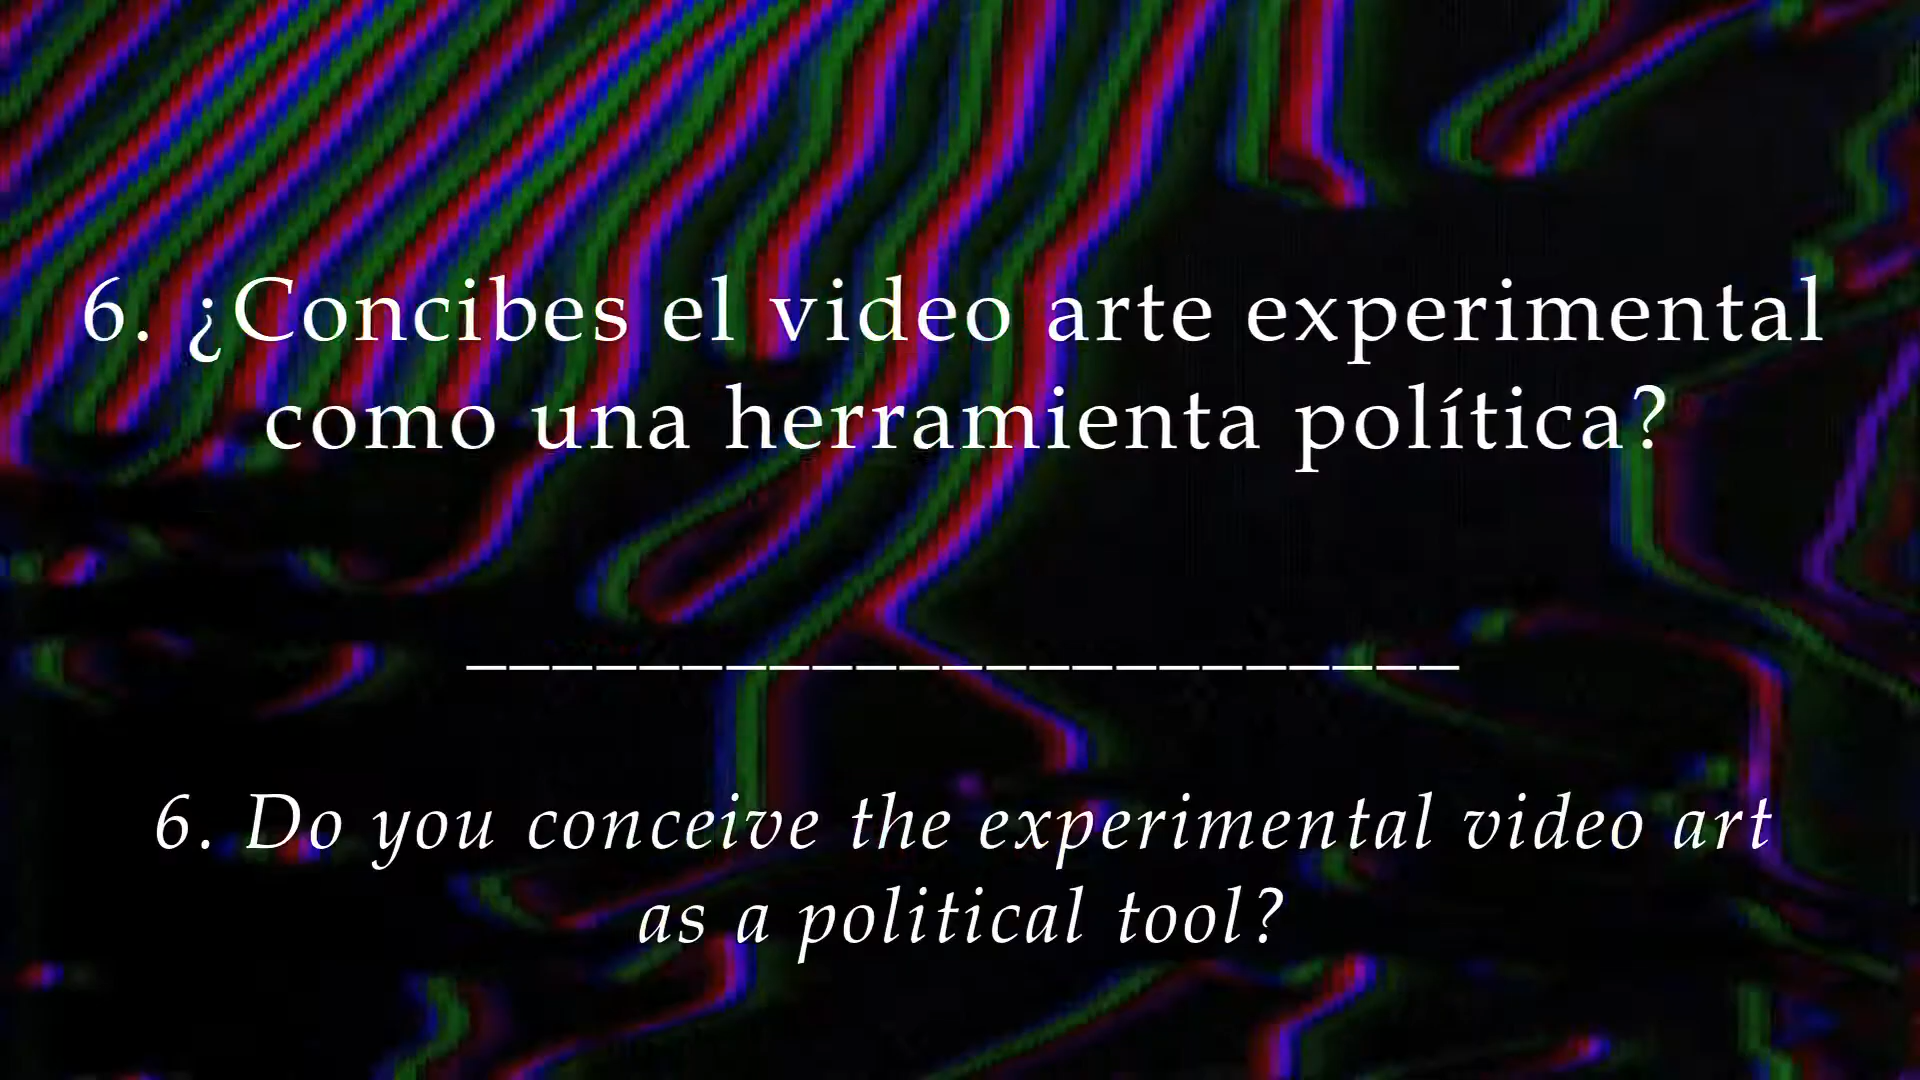 6. ¿Concibes el video arte experimental
como una herramienta política?
_______________________
6. Do you conceive the experimental video art
as a political tool?